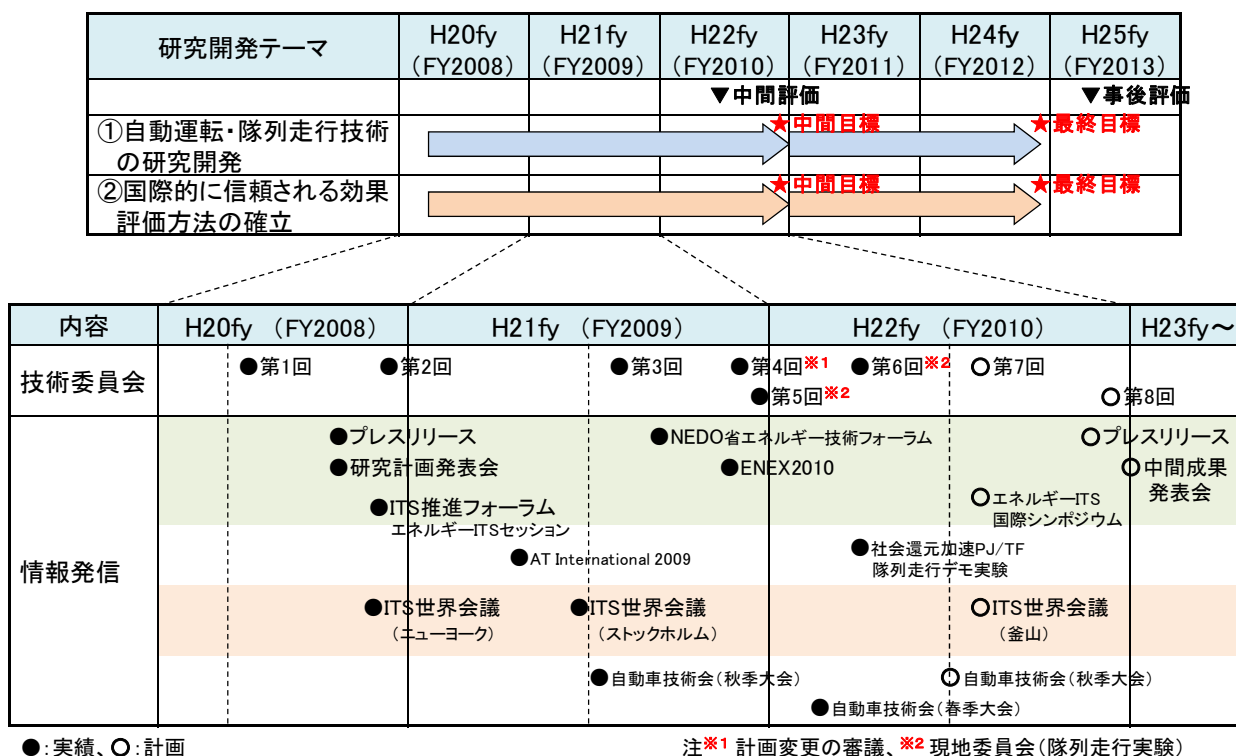 研究開発テーマ H20fy H21fy H22fy H23fy H24fy H25fy
(FY2008) (FY2009) (FY2010) (FY2011) (FY2012) (FY2013)
▼中間評価 ▼事後評価
①自動運転・隊列走行技術 ★中間目標 ★最終目標
の研究開発
②国際的に信頼される効果 ★中間目標 ★最終目標
評価方法の確立
内容 H20fy (FY2008) H21fy (FY2009) H22fy (FY2010) H23fy～
技術委員会 ●第1回 ●第2回 ●第3回 ●第4回※1 ●第6回※2 ○第7回
●第5回※2 ○第8回
情報発信
●プレスリリース ●NEDO省エネルギー技術フォーラム ○プレスリリース
●研究計画発表会 ●ENEX2010 ○中間成果
発表会
●ITS推進フォーラム ○エネルギーITS
エネルギーITSセッション 国際シンポジウム
●AT International 2009 ●社会還元加速PJ/TF
隊列走行デモ実験
●ITS世界会議 ●ITS世界会議 ○ITS世界会議
(ニューヨーク) (ストックホルム) (釜山)
●自動車技術会(秋季大会) ○自動車技術会(秋季大会)
●自動車技術会(春季大会)
●:実績、○:計画 注※1 計画変更の審議、※2 現地委員会(隊列走行実験)